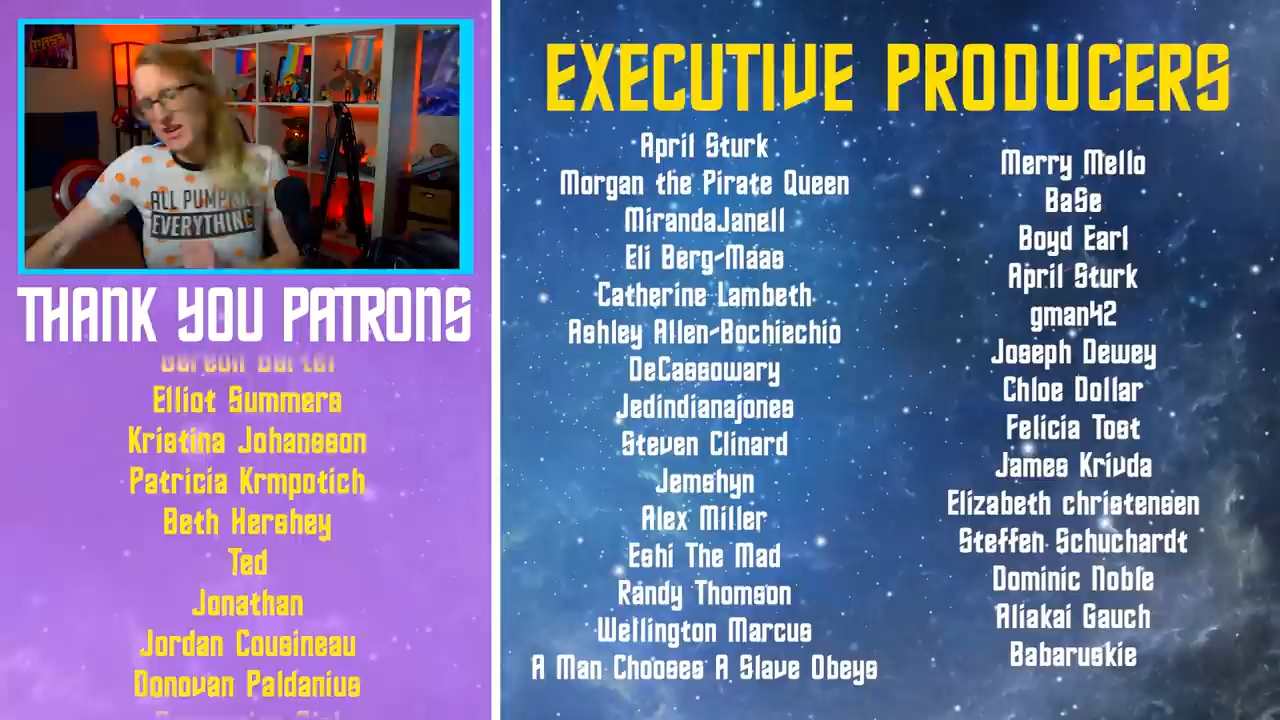 ALL PUMPKIN
EVERYTHING
THANK YOU PATRONS
Elliot Summers
Kristina Johansson
Patricia Krmpotich
Beth Hershey
Ted
Jonathan
Jordan Cousineau
Donovan Paldanius
EXECUTIVE PRODUCERS
April Sturk
Morgan the Pirate Queen
MirandaJanell
Eli Berg-Maas
Catherine Lambeth
Ashley Allen-Bochiechio
DeCassowary
Jedindianajones
Steven Clinard
Jemshyn
Alex Miller
Eshi The Mad
Randy Thomson
Wellington Marcus
A Man Chooses A Slave Obeys
Merry Mello
BaSe
Boyd Earl
April Sturk
gman42
Joseph Dewey
Chloe Dollar
Felicia Tost
James Krivda
Elizabeth christensen
Steffen Schuchardt
Dominic Noble
Aliakai Gauch
Babaruskie